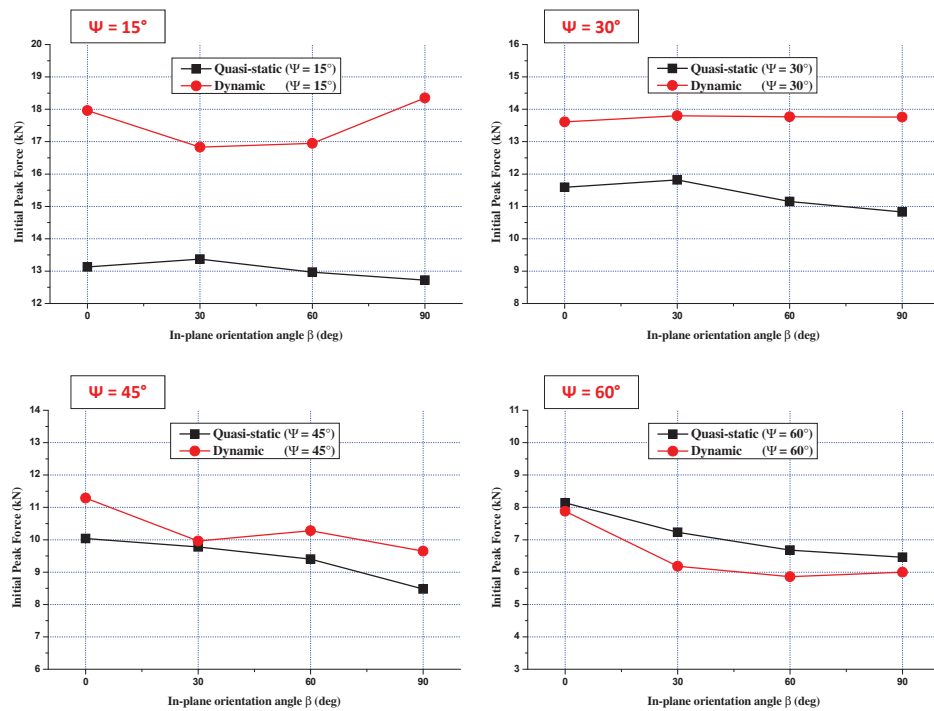 Ψ = 15°
20
19
18
17
16
15
14
13
12
Initial Peak Force (kN)
Quasi-static (Ψ = 15°)
Dynamic (Ψ = 15°)
0 30 60 90
In-plane orientation angle β (deg)
Ψ = 30°
16
15
14
13
12
11
10
9
8
Initial Peak Force (kN)
Quasi-static (Ψ = 30°)
Dynamic (Ψ = 30°)
0 30 60 90
In-plane orientation angle β (deg)
Ψ = 45°
14
13
12
11
10
9
8
7
6
Initial Peak Force (kN)
Quasi-static (Ψ = 45°)
Dynamic (Ψ = 45°)
0 30 60 90
In-plane orientation angle β (deg)
Ψ = 60°
11
10
9
8
7
6
5
4
3
Initial Peak Force (kN)
Quasi-static (Ψ = 60°)
Dynamic (Ψ = 60°)
0 30 60 90
In-plane orientation angle β (deg)